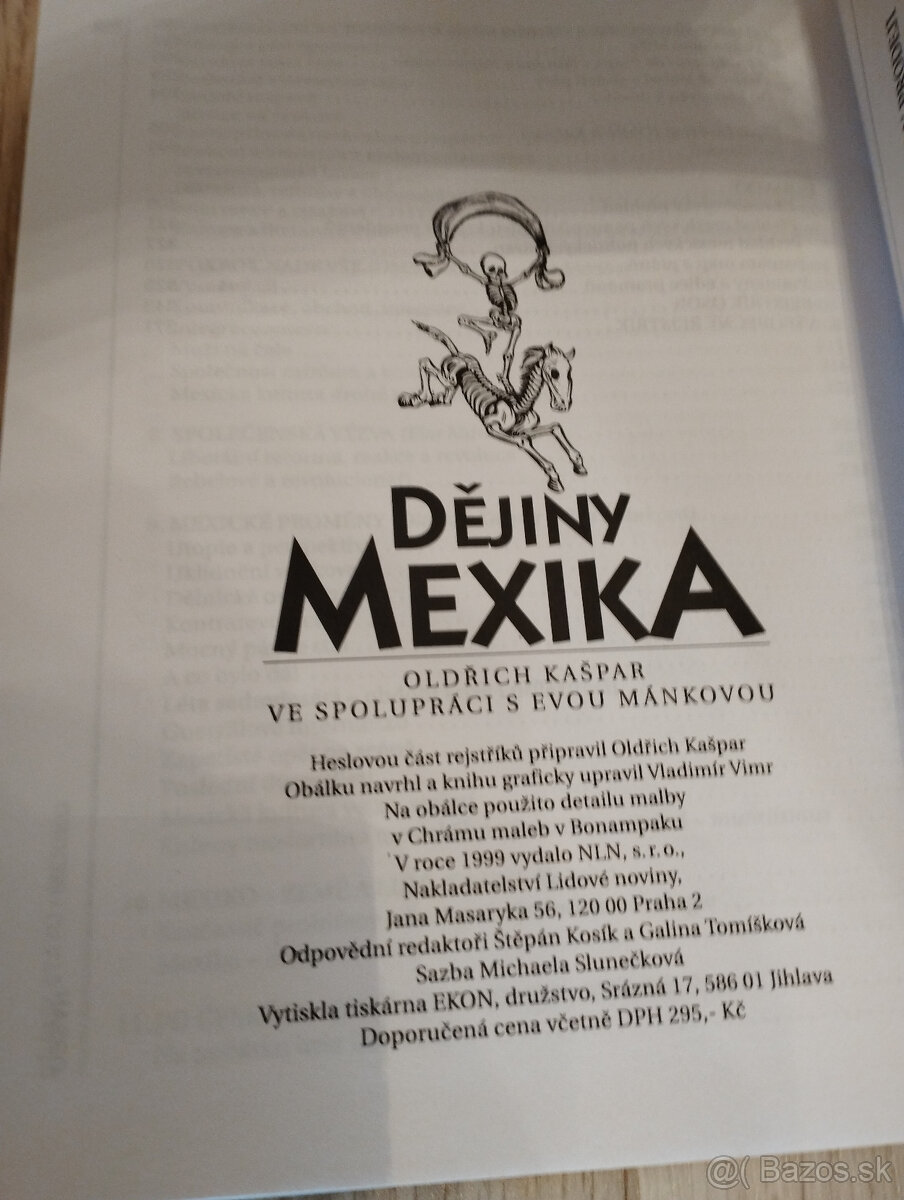 DĚJINY
MEXIKA
OLDŘICH KAŠPAR
VE SPOLUPRÁCI S EVOU MÁNKOVOU
Heslovou část rejstříků připravil Oldřich Kašpar
Obálku navrhl a knihu graficky upravil Vladimír Vimr
Na obálce použito detailu malby
v Chrámu maleb v Bonampaku
V roce 1999 vydalo NLN, s. r. o.,
Nakladatelství Lidové noviny,
Jana Masaryka 56, 120 00 Praha 2
Odpovědní redaktoři Štěpán Kosík a Galina Tomíšková
Sazba Michaela Slunečková
Vytiskla tiskárna EKON, družstvo, Srázná 17, 586 01 Jihlava
Doporučená cena včetně DPH 295,- Kč
@( Bazos.sk